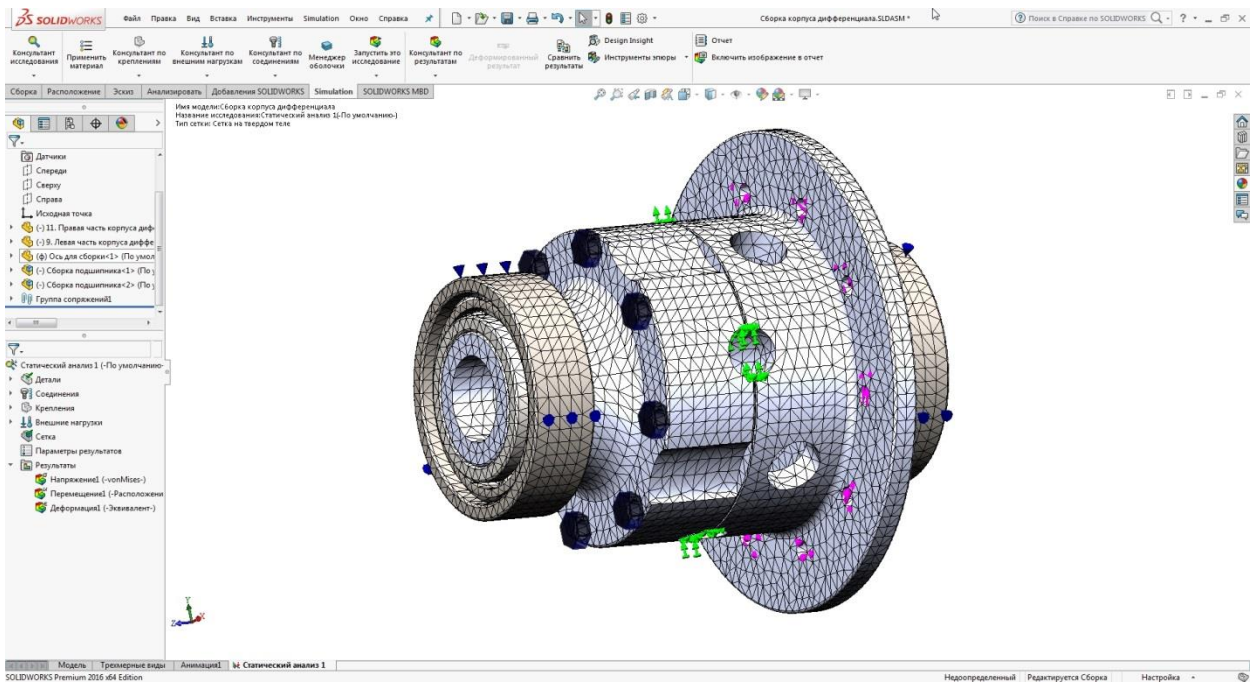 SOLIDWORKS
Файл Правка Вид Вставка Инструменты Simulation Окно Справка
Сборка корпуса дифференциала.SLDASM *
Поиск в Справке по SOLIDWORKS
Консультант исследования
Применить материал
Консультант по креплениям
Консультант по внешним нагрузкам
Консультант по соединениям
Менеджер оболочки
Запустить это исследование
Консультант по результатам
Деформированный результат
Сравнить результаты
Design Insight
Инструменты эпюры
Отчет
Включить изображение в отчет
Сборка Расположение Эскиз Анализировать Добавления SOLIDWORKS Simulation SOLIDWORKS MBD
Имя модели:Сборка корпуса дифференциала
Название исследования:Статический анализ 1(-По умолчанию-)
Тип сетки: Сетка на твердом теле
Датчики
Спереди
Сверху
Справа
Исходная точка
(-) 11. Правая часть корпуса диф
(-) 9. Левая часть корпуса диффе
(ф) Ось для сборки<1> (По умол
(-) Сборка подшипника<1> (По
(-) Сборка подшипника<2> (По
Группа сопряжений1
Статический анализ 1 (-По умолчанию-
Детали
Соединения
Крепления
Внешние нагрузки
Сетка
Параметры результатов
Результаты
Напряжение1 (-vonMises-)
Перемещение1 (-Расположени
Деформация1 (-Эквивалент-)
Y
Z X
Модель Трехмерные виды Анимация1 Статический анализ 1
SOLIDWORKS Premium 2016 x64 Edition
Недоопределенный Редактируется Сборка Настройка